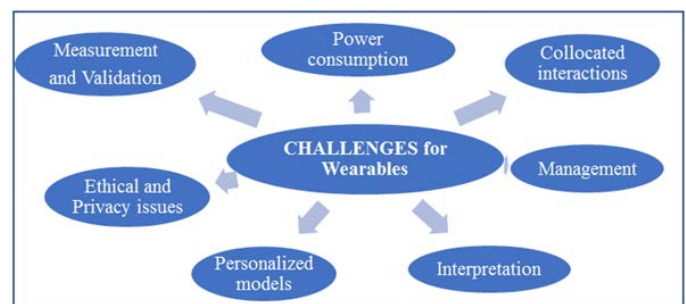 Measurement
and Validation
Power
consumption
Collocated
interactions
CHALLENGES for
Wearables
Management
Ethical and
Privacy issues
Personalized
models
Interpretation